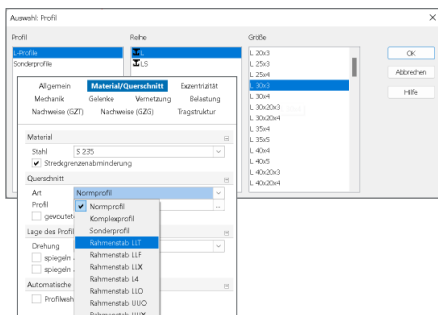 Auswahl: Profil
Profil
Reihe
Größe
L-Profile
Sonderprofile
L
LS
L 20x3
L 25x3
L 25x4
L 30x3
L 30x4
L 30x20x3
L 30x20x4
L 35x4
L 35x5
L 40x4
L 40x5
L 40x20x3
L 40x20x4
OK
Abbrechen
Hilfe
Allgemein Material/Querschnitt Exzentrizität
Mechanik Gelenke Vernetzung Belastung
Nachweise (GZT) Nachweise (GZG) Tragstruktur
Material
Stahl S 235
Streckgrenzenabminderung
Querschnitt
Art Normprofil
Profil
gevoutet
Lage des Profil
Drehung
spiegeln
spiegeln
Automatische
Profilwah
Normprofil
Komplexprofil
Sonderprofil
Rahmenstab LLT
Rahmenstab LLF
Rahmenstab LLX
Rahmenstab L4
Rahmenstab LLO
Rahmenstab UUO
Rahmenstab UUX